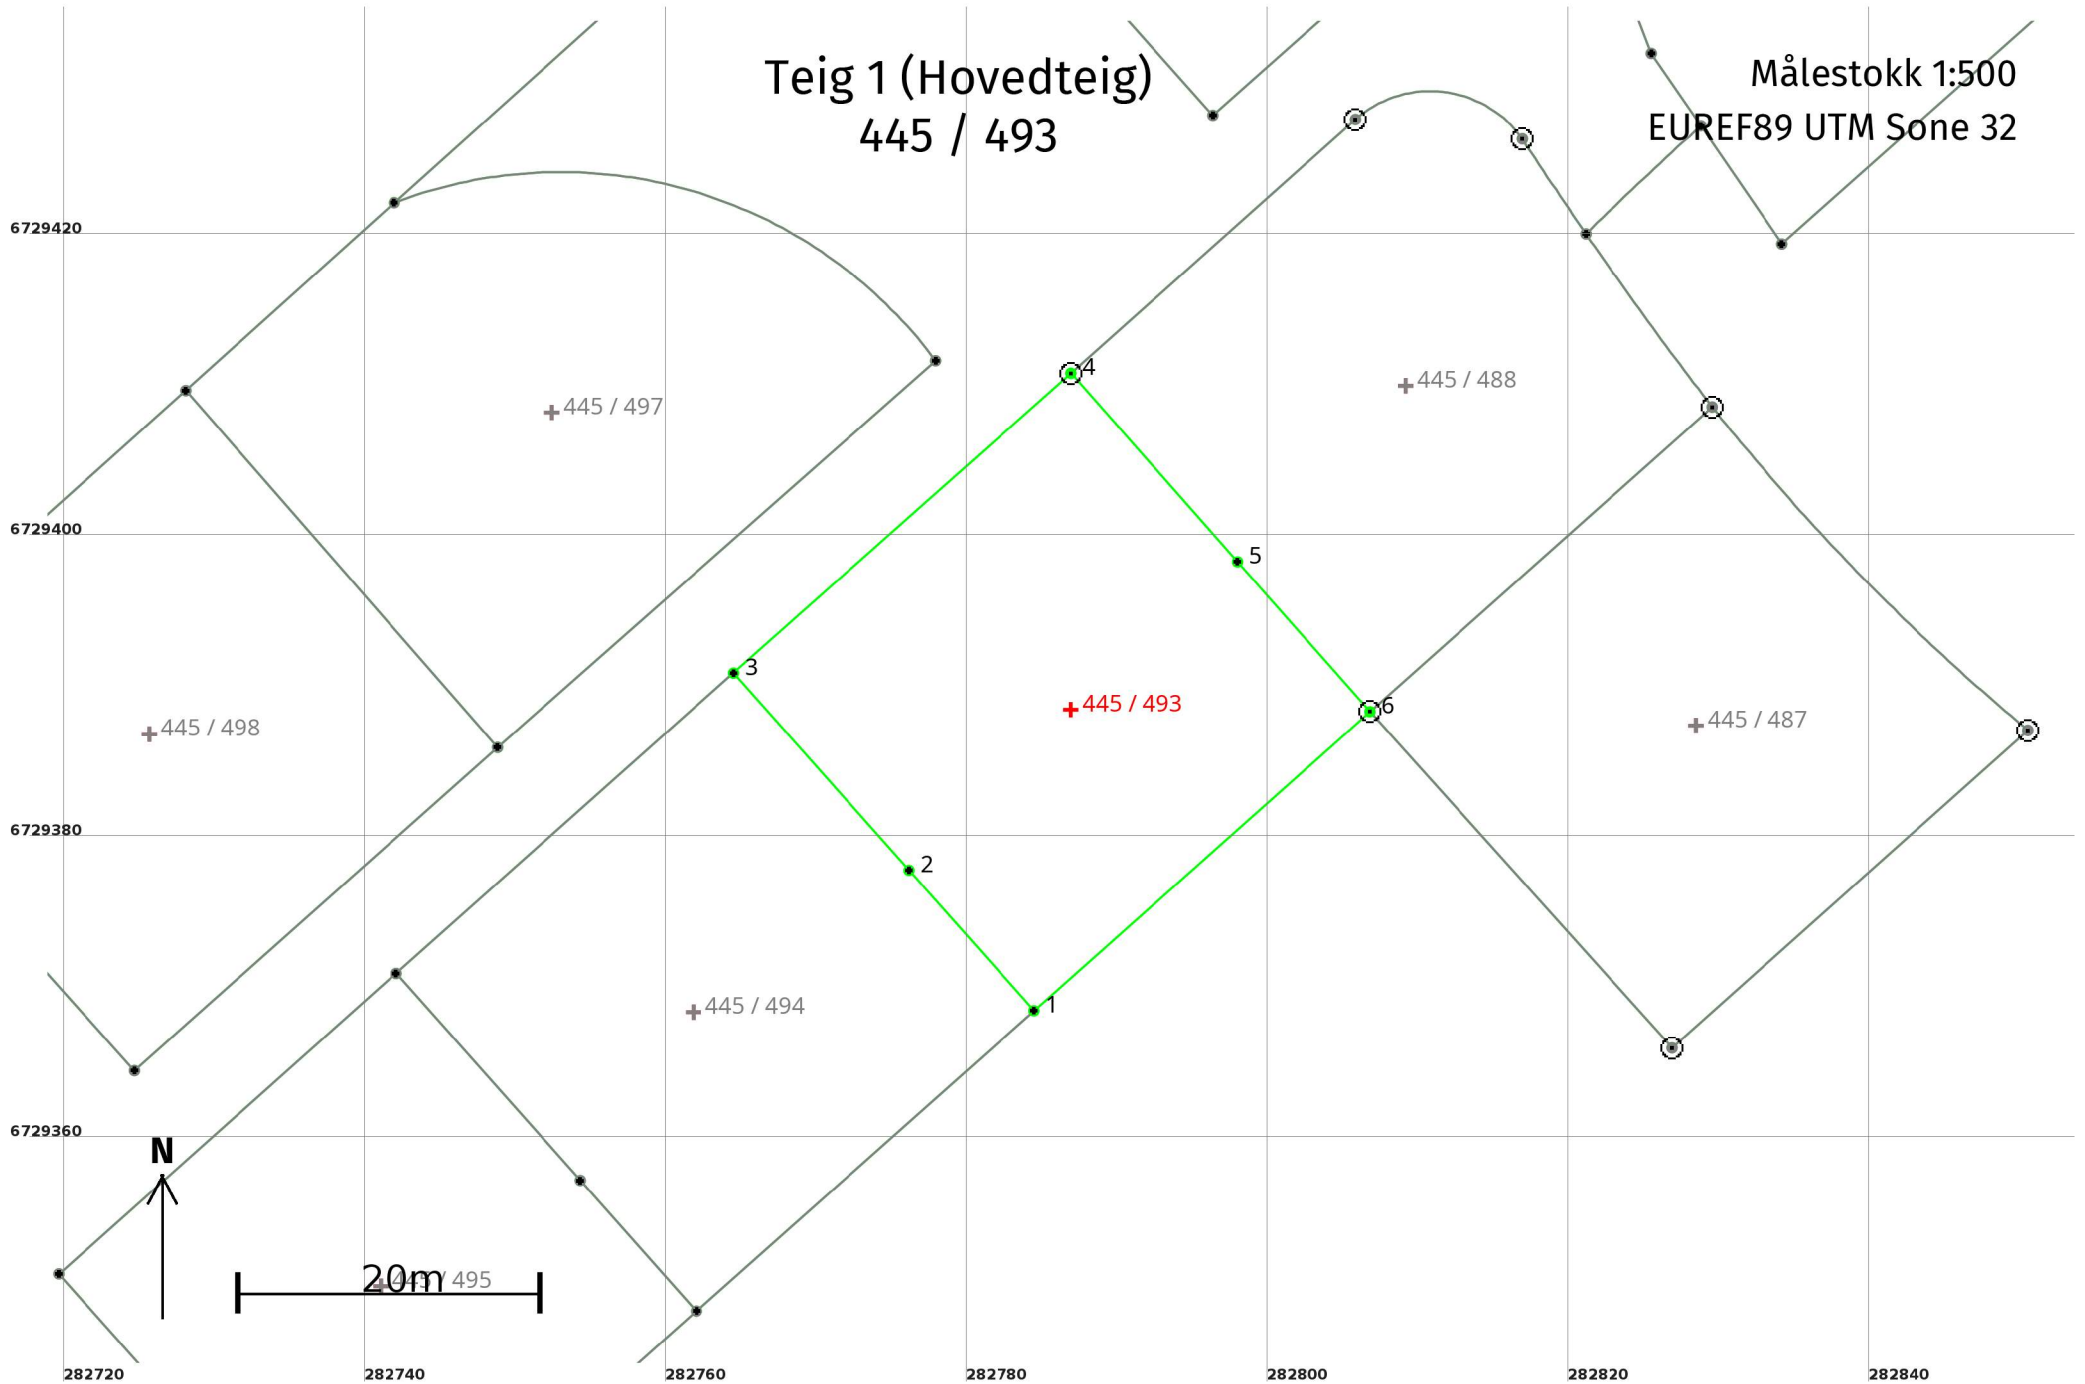 Teig 1 (Hovedteig)
445 / 493
Målestokk 1:500
EUREF89 UTM Sone 32
6729420
4
445 / 488
445 / 497
6729400
5
3
445 / 493
6
445 / 487
445 / 498
6729380
2
1
445 / 494
6729360
N
20m
445 / 495
282720
282740
282760
282780
282800
282820
282840